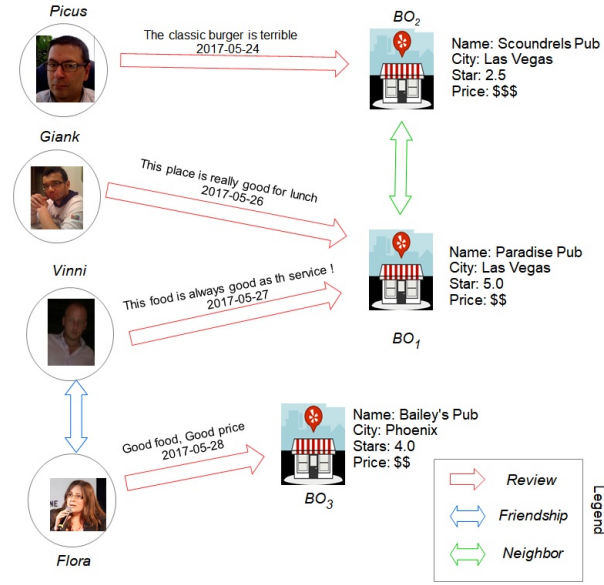 Picus
The classic burger is terrible
2017-05-24
BO2
Name: Scoundrels Pub
City: Las Vegas
Star: 2.5
Price: $$$
Giank
This place is really good for lunch
2017-05-26
Name: Paradise Pub
City: Las Vegas
Star: 5.0
Price: $$
BO1
Vinni
This food is always good as th service !
2017-05-27
Good food, Good price
2017-05-28
Name: Bailey's Pub
City: Phoenix
Stars: 4.0
Price: $$
BO3
Flora
Review
Friendship
Neighbor
Legend